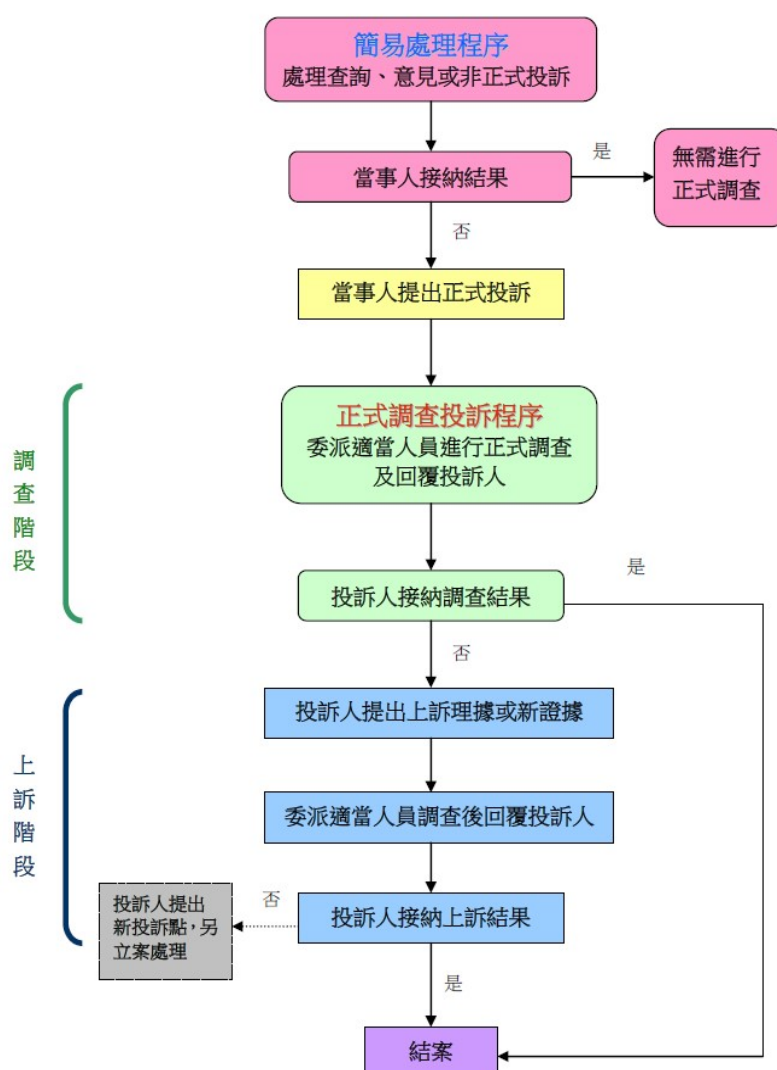 簡易處理程序
處理查詢、意見或非正式投訴
當事人接納結果
是
無需進行
正式調查
否
當事人提出正式投訴
調查階段
正式調查投訴程序
委派適當人員進行正式調查
及回覆投訴人
投訴人接納調查結果
是
否
上訴階段
投訴人提出上訴理據或新證據
委派適當人員調查後回覆投訴人
投訴人接納上訴結果
否
投訴人提出
新投訴點，另
立案處理
是
結案